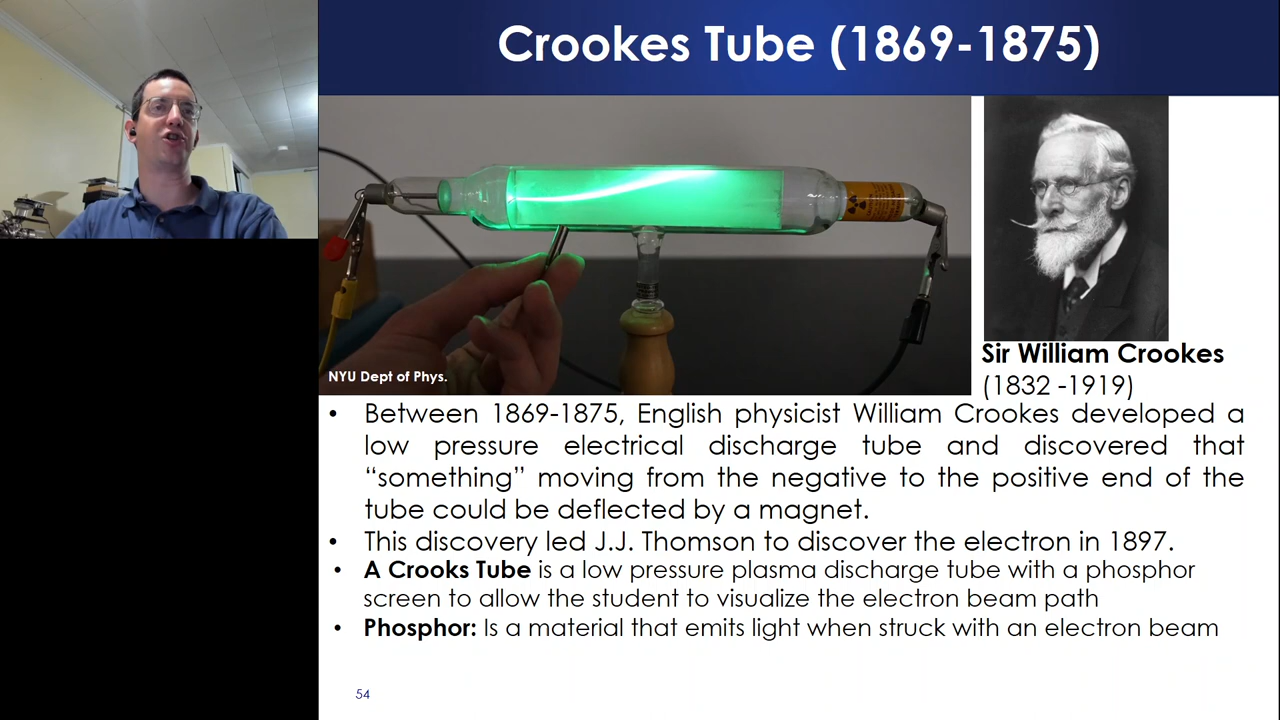 Crookes Tube (1869-1875)
NYU Dept of Phys.
Sir William Crookes
(1832 -1919)
• Between 1869-1875, English physicist William Crookes developed a
low pressure electrical discharge tube and discovered that
“something” moving from the negative to the positive end of the
tube could be deflected by a magnet.
• This discovery led J.J. Thomson to discover the electron in 1897.
• A Crooks Tube is a low pressure plasma discharge tube with a phosphor
screen to allow the student to visualize the electron beam path
• Phosphor: Is a material that emits light when struck with an electron beam
54